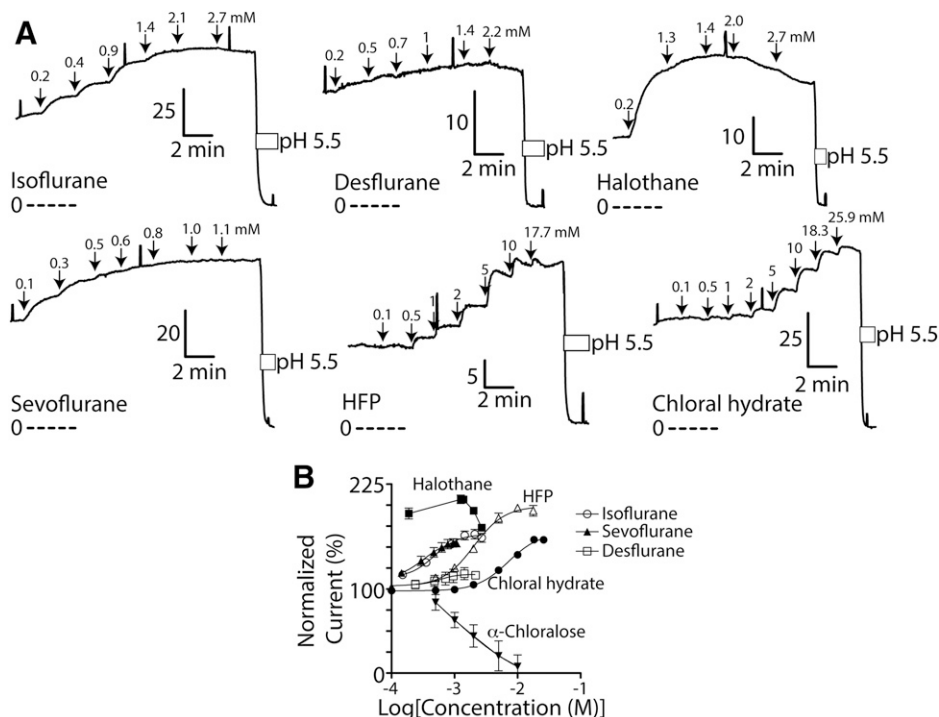 A
0.2
0.4
0.9
1.4
2.1
2.7 mM
25
2 min
pH 5.5
Isoflurane
0
0.2
0.5
0.7
1
1.4
2.2 mM
10
2 min
pH 5.5
Desflurane
0
0.2
1.3
1.4
2.0
2.7 mM
10
2 min
pH 5.5
Halothane
0
0.1
0.3
0.5
0.6
0.8
1.0
1.1 mM
20
2 min
pH 5.5
Sevoflurane
0
0.1
0.5
1
2
5
10
17.7 mM
5
2 min
pH 5.5
HFP
0
0.1
0.5
1
2
5
10
18.3
25.9 mM
25
2 min
pH 5.5
Chloral hydrate
0
B
Normalized
Current (%)
225
100
0
Halothane
HFP
Isoflurane
Sevoflurane
Desflurane
Chloral hydrate
α-Chloralose
-4
-3
-2
-1
Log[Concentration (M)]